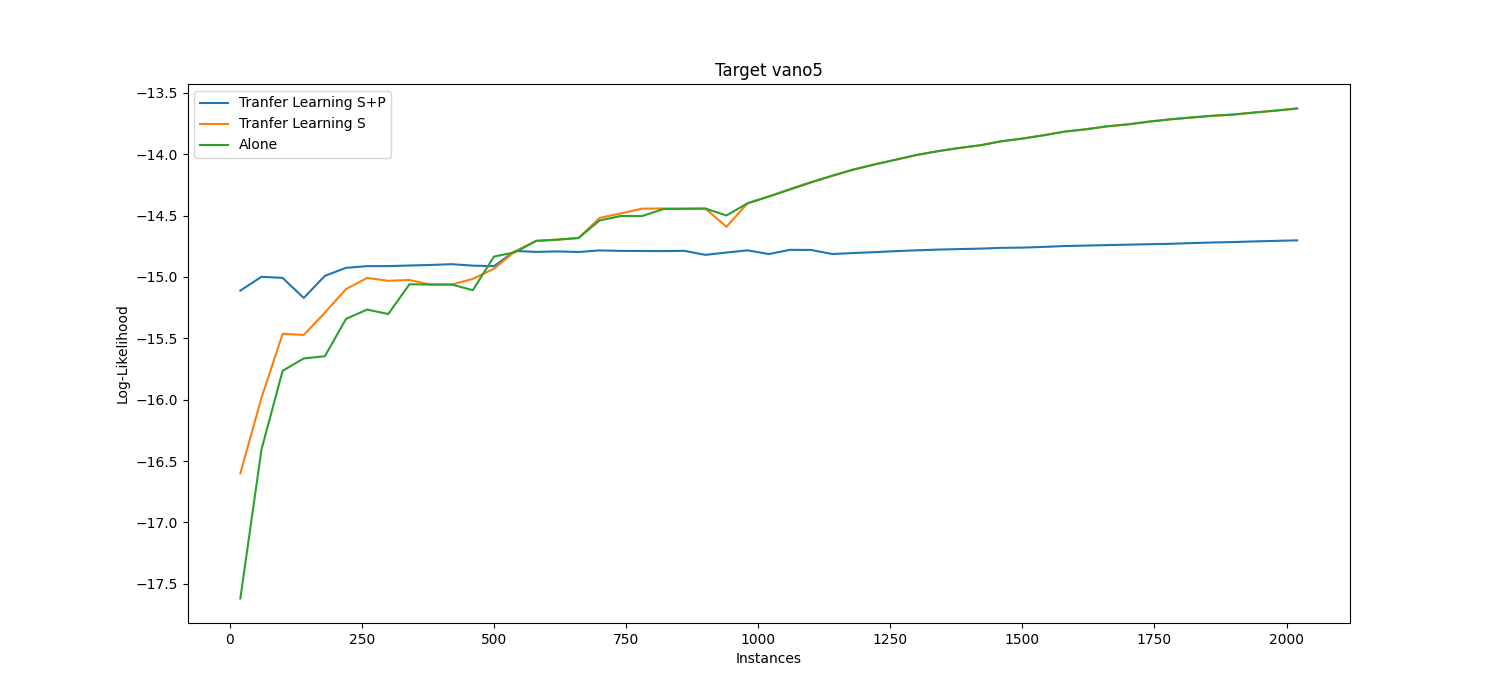 Target vano5
Tranfer Learning S+P
Tranfer Learning S
Alone
Log-Likelihood
−13.5
−14.0
−14.5
−15.0
−15.5
−16.0
−16.5
−17.0
−17.5
0 250 500 750 1000 1250 1500 1750 2000
Instances